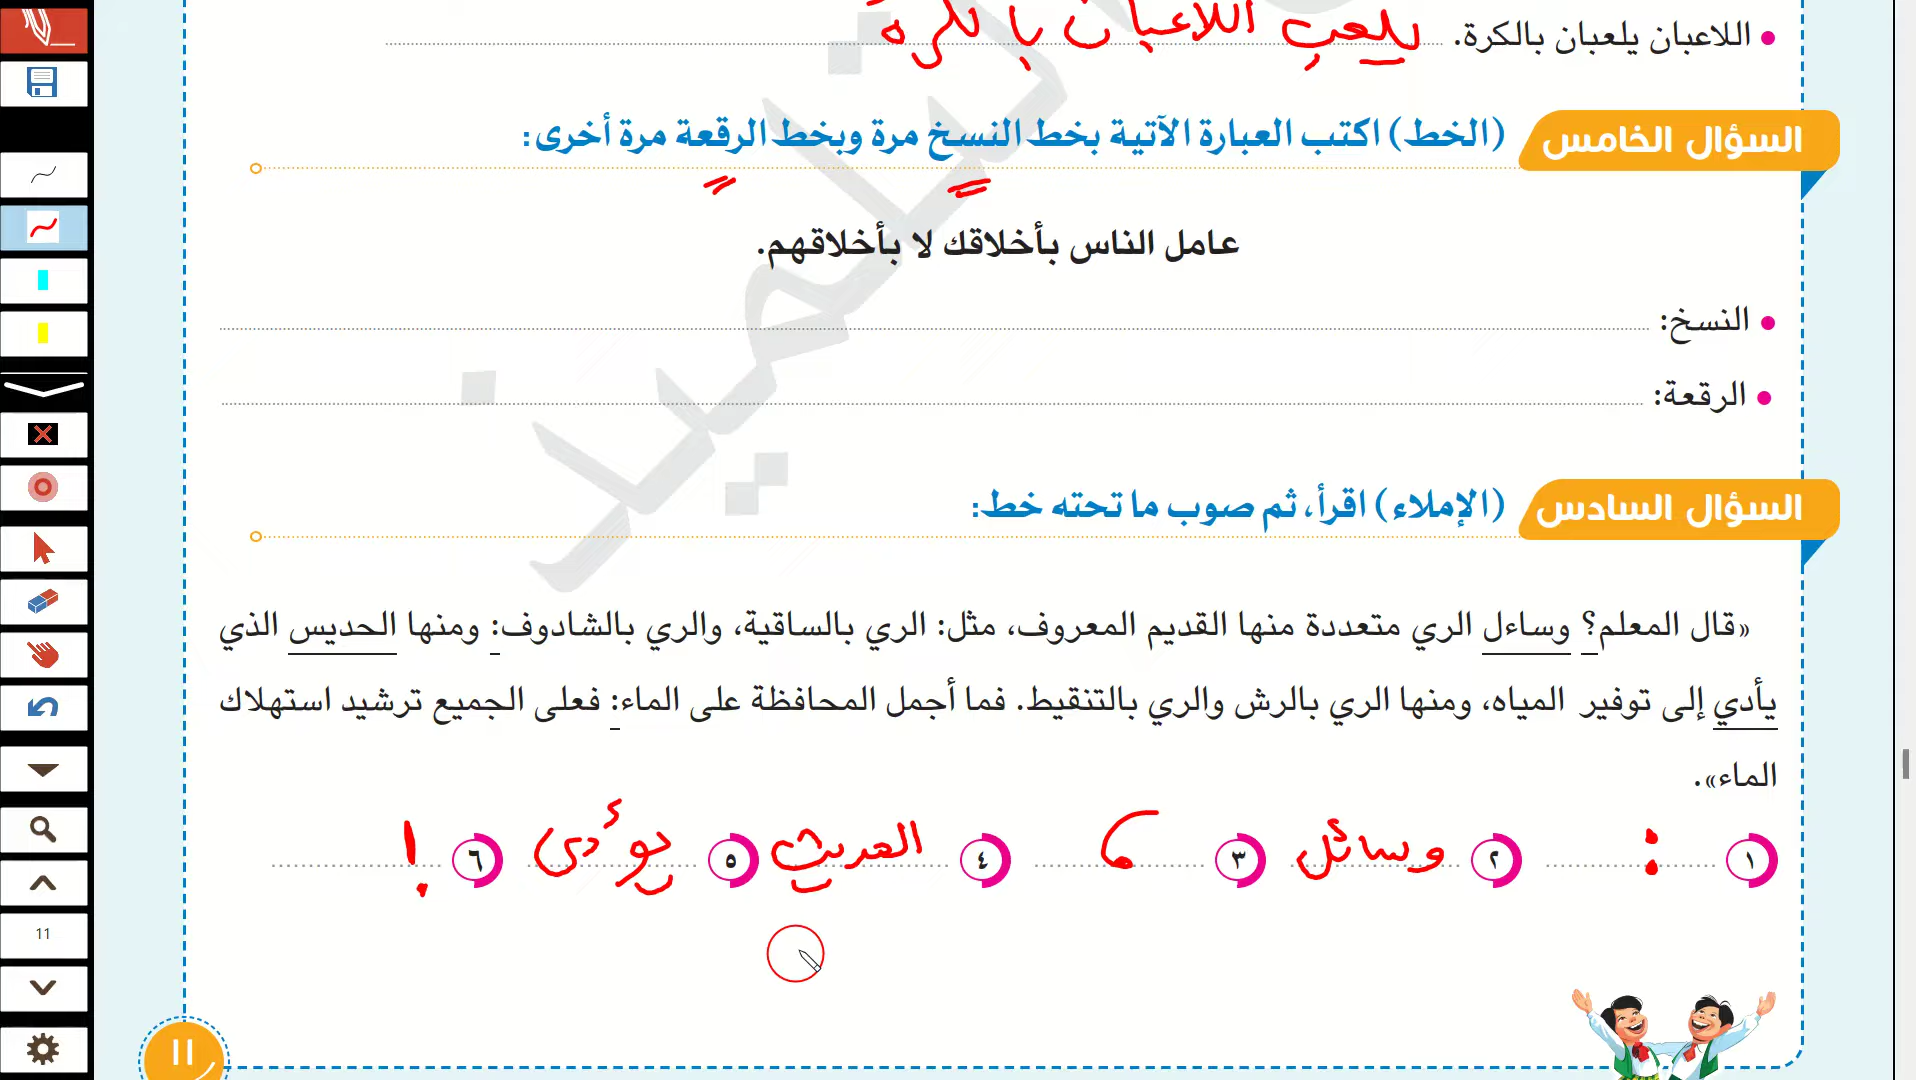 • اللاعبان يلعبان بالكرة. يلعب اللاعبان بالكرة
السؤال الخامس (الخط) اكتب العبارة الآتية بخط النسخ مرة وبخط الرقعة مرة أخرى:
عامل الناس بأخلاقك لا بأخلاقهم.
• النسخ:
• الرقعة:
السؤال السادس (الإملاء) اقرأ، ثم صوب ما تحته خط:
«قال المعلم؟ وساءل الري متعددة منها القديم المعروف، مثل: الري بالساقية، والري بالشادوف: ومنها الحديس الذي
يأدي إلى توفير المياه، ومنها الري بالرش والري بالتنقيط. فما أجمل المحافظة على الماء: فعلى الجميع ترشيد استهلاك
الماء».
١ : ٢ وسائل ٣ ، ٤ الحديث ٥ يؤدي ٦ !
11
١١